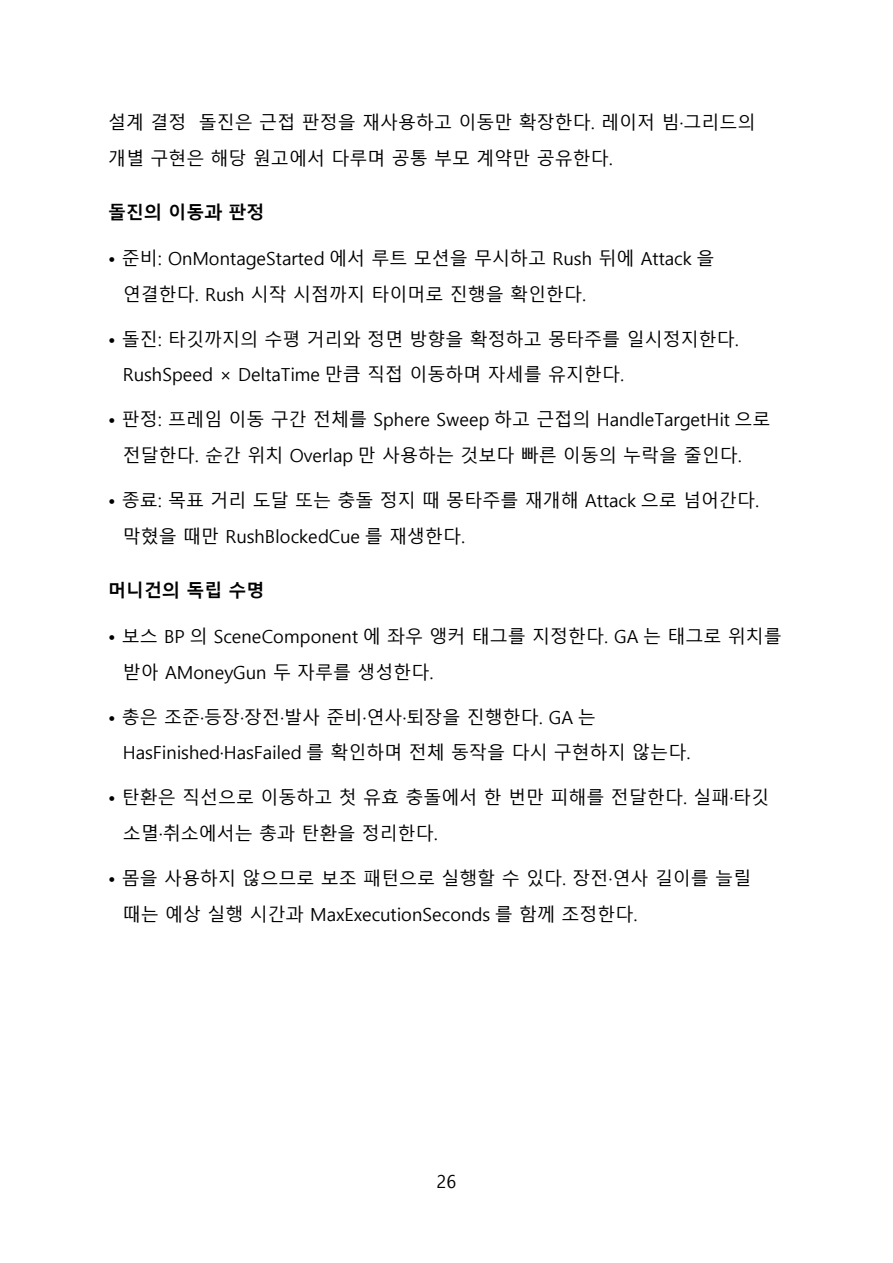 설계 결정 돌진은 근접 판정을 재사용하고 이동만 확장한다. 레이저 빔·그리드의
개별 구현은 해당 원고에서 다루며 공통 부모 계약만 공유한다.
돌진의 이동과 판정
• 준비: OnMontageStarted 에서 루트 모션을 무시하고 Rush 뒤에 Attack 을
연결한다. Rush 시작 시점까지 타이머로 진행을 확인한다.
• 돌진: 타깃까지의 수평 거리와 정면 방향을 확정하고 몽타주를 일시정지한다.
RushSpeed × DeltaTime 만큼 직접 이동하며 자세를 유지한다.
• 판정: 프레임 이동 구간 전체를 Sphere Sweep 하고 근접의 HandleTargetHit 으로
전달한다. 순간 위치 Overlap 만 사용하는 것보다 빠른 이동의 누락을 줄인다.
• 종료: 목표 거리 도달 또는 충돌 정지 때 몽타주를 재개해 Attack 으로 넘어간다.
막혔을 때만 RushBlockedCue 를 재생한다.
머니건의 독립 수명
• 보스 BP 의 SceneComponent 에 좌우 앵커 태그를 지정한다. GA 는 태그로 위치를
받아 AMoneyGun 두 자루를 생성한다.
• 총은 조준·등장·장전·발사 준비·연사·퇴장을 진행한다. GA 는
HasFinished·HasFailed 를 확인하며 전체 동작을 다시 구현하지 않는다.
• 탄환은 직선으로 이동하고 첫 유효 충돌에서 한 번만 피해를 전달한다. 실패·타깃
소멸·취소에서는 총과 탄환을 정리한다.
• 몸을 사용하지 않으므로 보조 패턴으로 실행할 수 있다. 장전·연사 길이를 늘릴
때는 예상 실행 시간과 MaxExecutionSeconds 를 함께 조정한다.
26